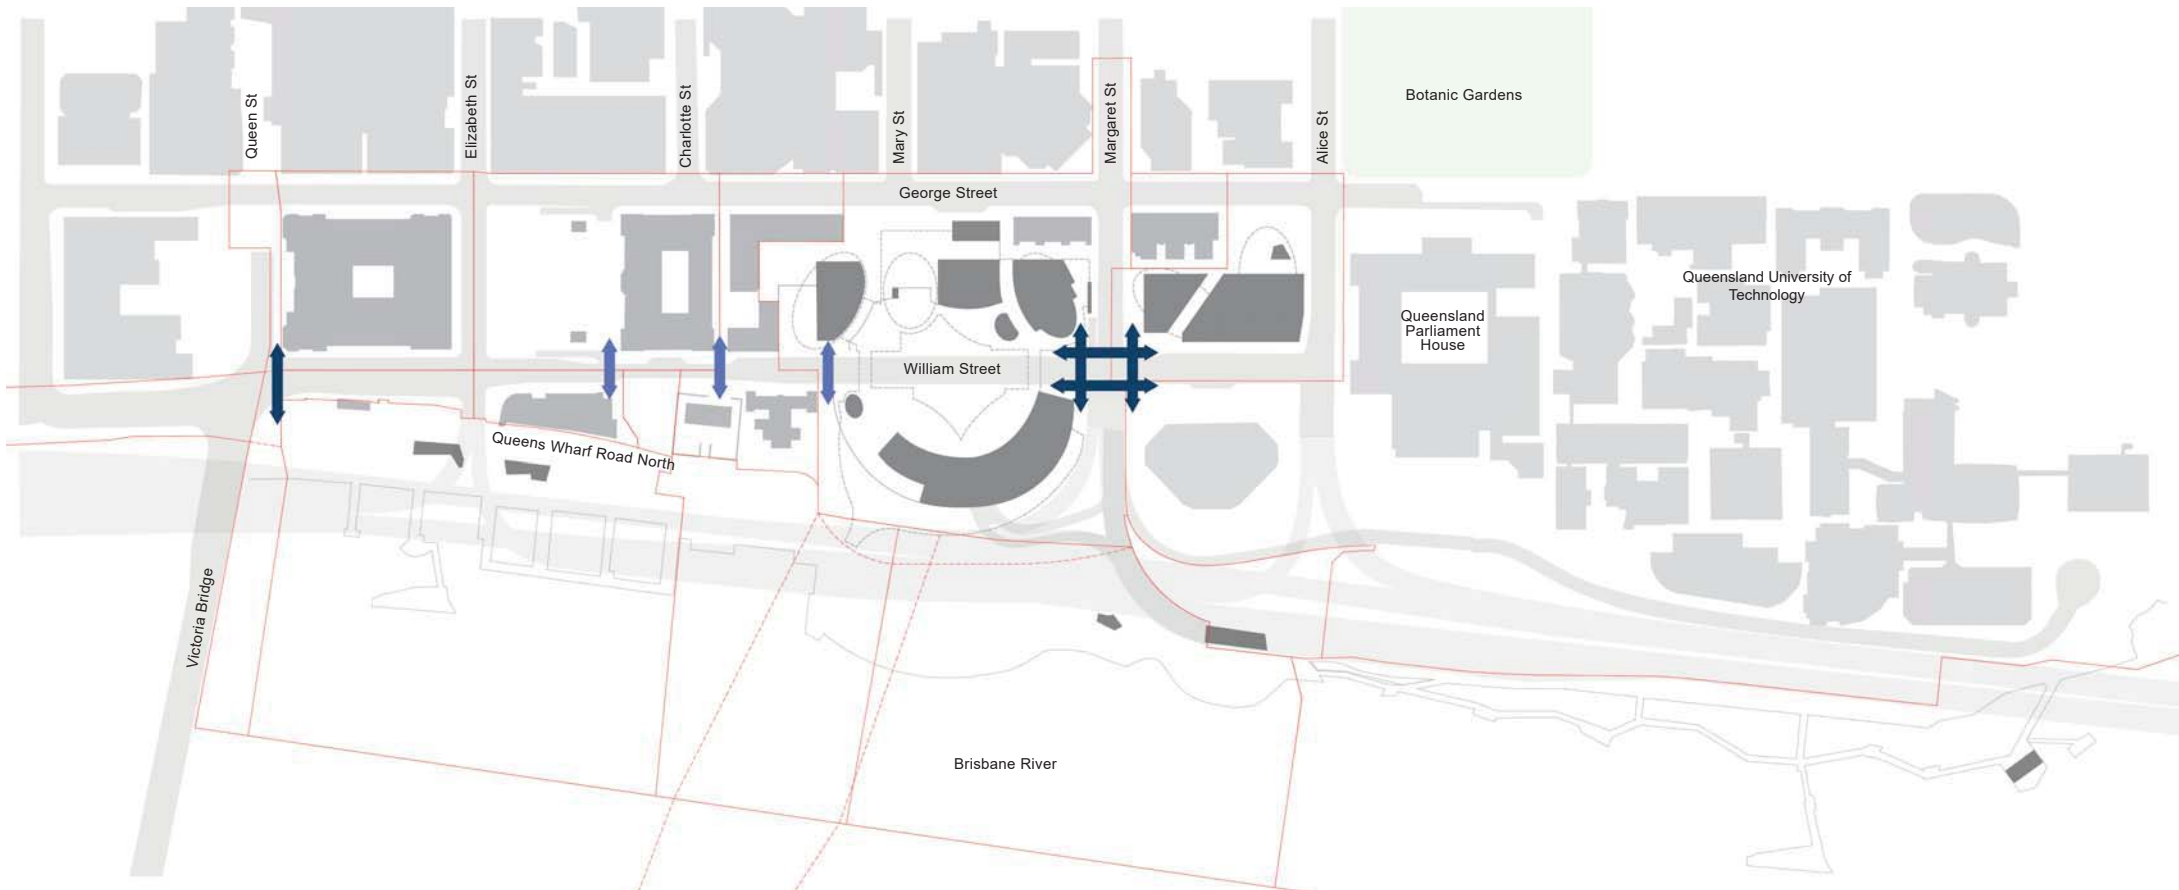 Queen St
Elizabeth St
Charlotte St
Mary St
Margaret St
Alice St
Botanic Gardens
George Street
Queensland University of
Technology
Queensland
Parliament
House
William Street
Queens Wharf Road North
Victoria Bridge
Brisbane River